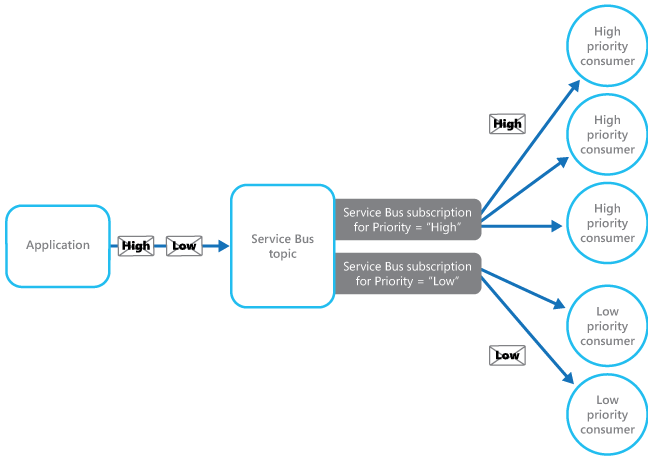 Application
High
Low
Service Bus
topic
Service Bus subscription
for Priority = “High”
Service Bus subscription
for Priority = “Low”
High
Low
High
priority
consumer
High
priority
consumer
High
priority
consumer
Low
priority
consumer
Low
priority
consumer